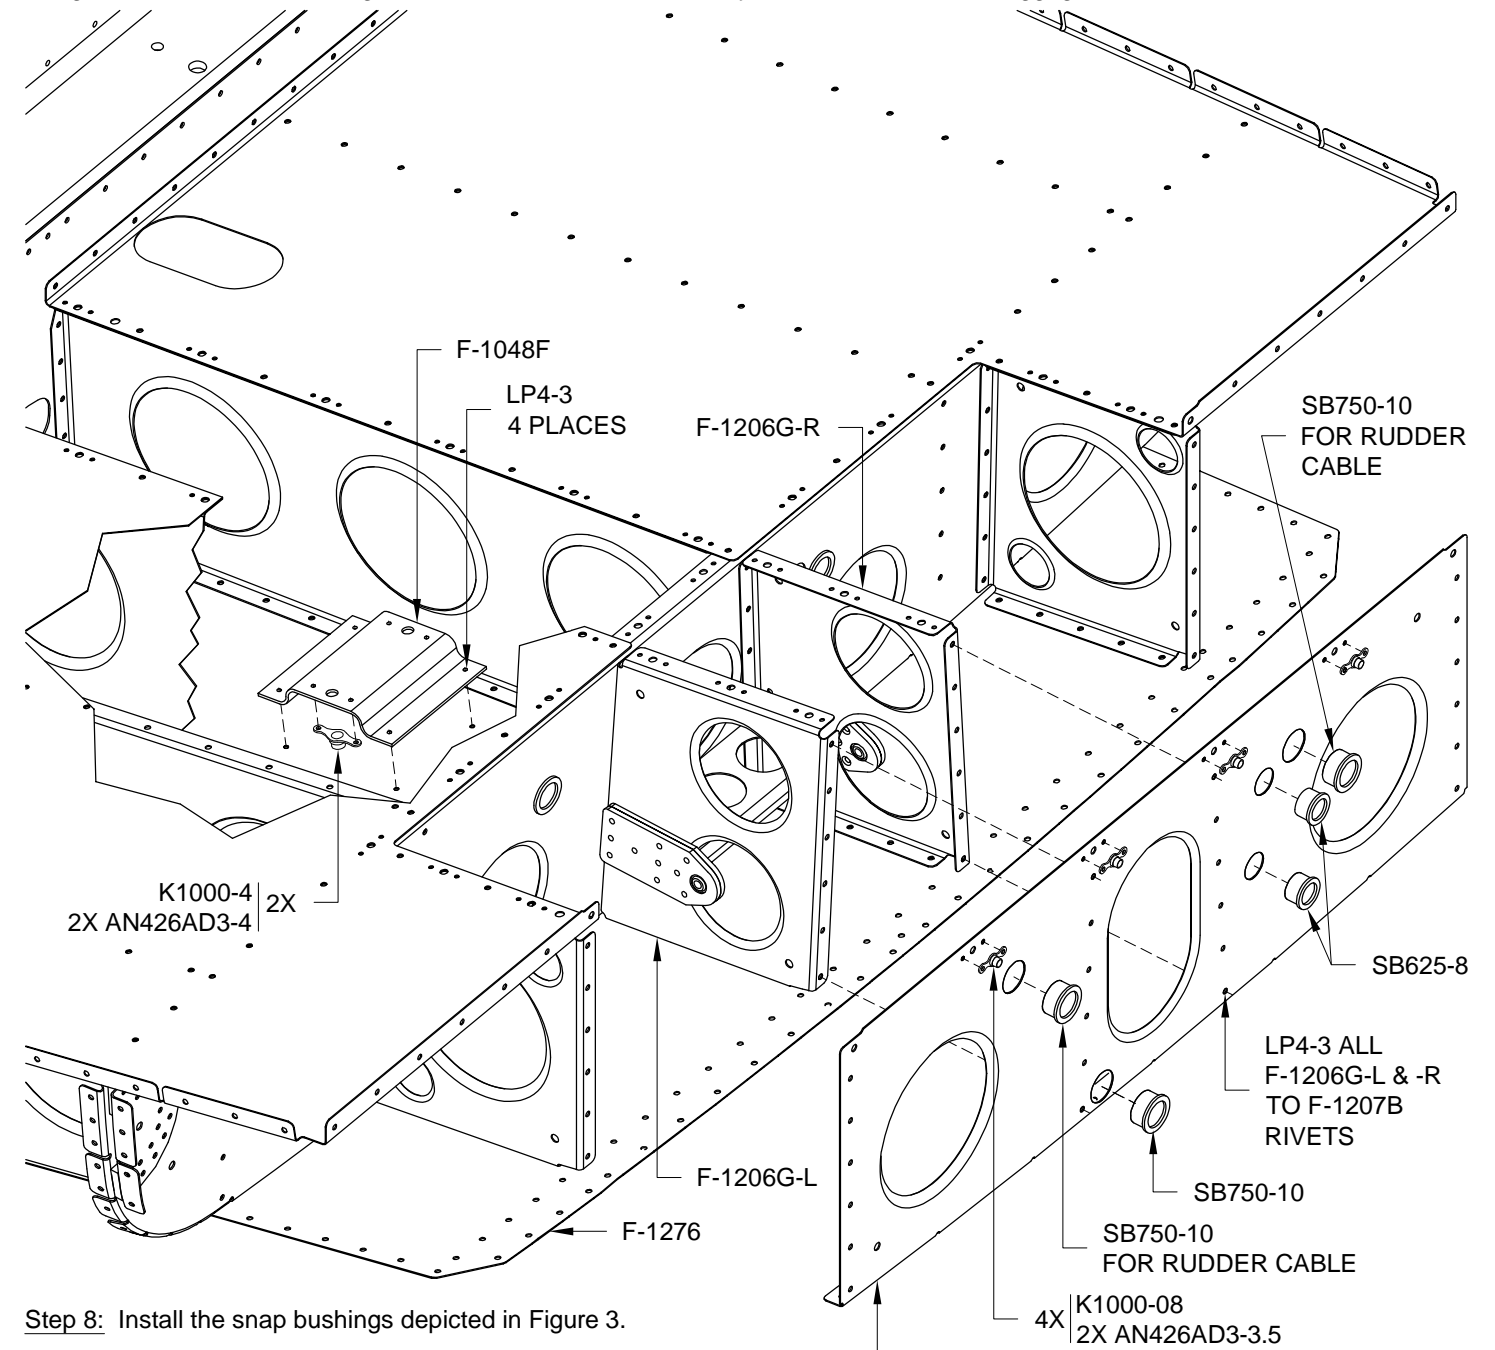 F-1048F
LP4-3
4 PLACES
F-1206G-R
SB750-10
FOR RUDDER
CABLE
K1000-4
2X AN426AD3-4
2X
SB625-8
LP4-3 ALL
F-1206G-L & -R
TO F-1207B
RIVETS
F-1206G-L
SB750-10
F-1276
SB750-10
FOR RUDDER CABLE
4X
K1000-08
2X AN426AD3-3.5
Step 8: Install the snap bushings depicted in Figure 3.